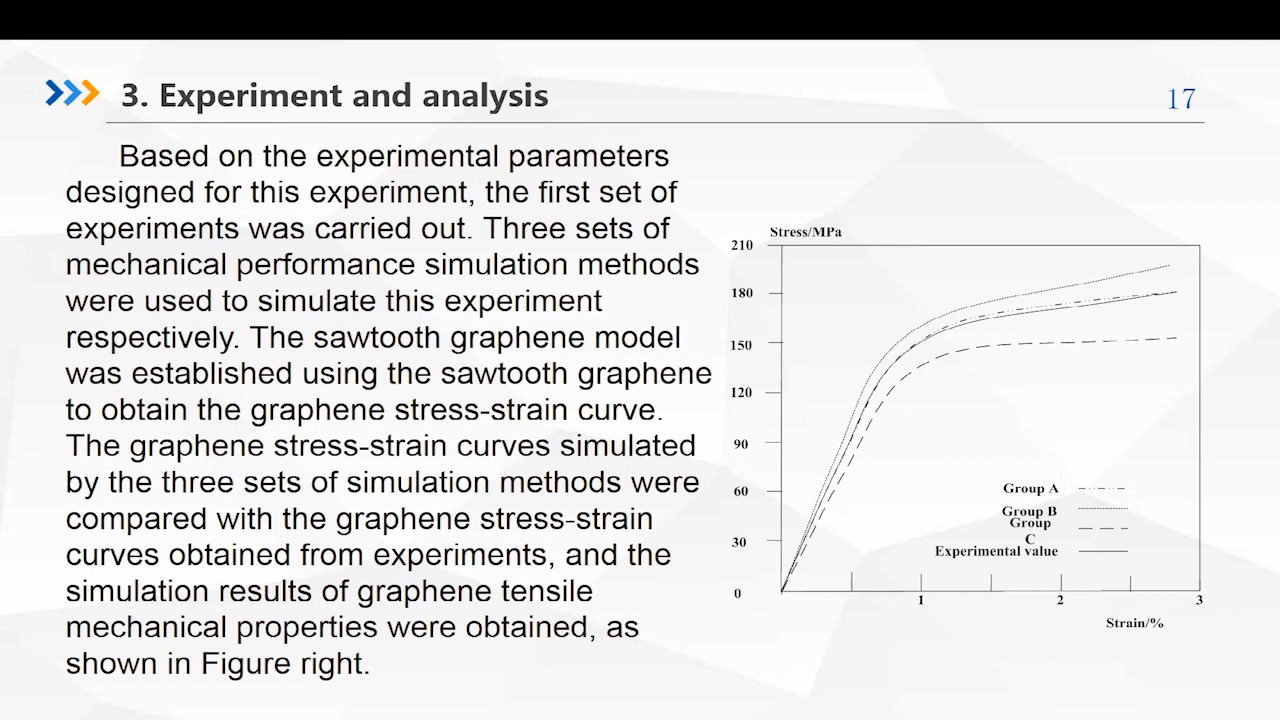 3. Experiment and analysis
17
Based on the experimental parameters
designed for this experiment, the first set of
experiments was carried out. Three sets of
mechanical performance simulation methods
were used to simulate this experiment
respectively. The sawtooth graphene model
was established using the sawtooth graphene
to obtain the graphene stress-strain curve.
The graphene stress-strain curves simulated
by the three sets of simulation methods were
compared with the graphene stress-strain
curves obtained from experiments, and the
simulation results of graphene tensile
mechanical properties were obtained, as
shown in Figure right.
Stress/MPa
210
180
150
120
90
60
30
0
Group A
Group B
Group
C
Experimental value
1
2
3
Strain/%